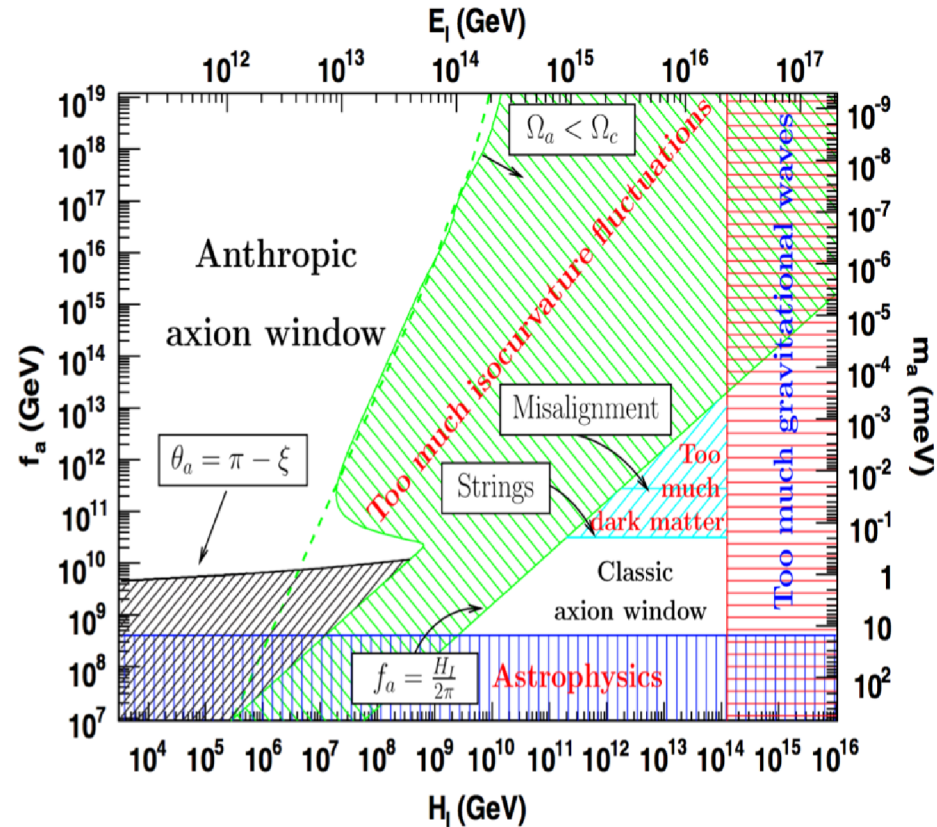 E_I (GeV)
10^12 10^13 10^14 10^15 10^16 10^17
f_a (GeV)
10^19
10^18
10^17
10^16
10^15
10^14
10^13
10^12
10^11
10^10
10^9
10^8
10^7
Ω_a < Ω_c
Anthropic
axion window
Too much isocurvature fluctuations
Too much gravitational waves
θ_a = π − ξ
Misalignment
Strings
Too
much
dark matter
Classic
axion window
f_a = H_I/2π
Astrophysics
10^-9
10^-8
10^-7
10^-6
10^-5
10^-4
10^-3
10^-2
10^-1
1
10
10^2
m_a (meV)
10^4 10^5 10^6 10^7 10^8 10^9 10^10 10^11 10^12 10^13 10^14 10^15 10^16
H_I (GeV)